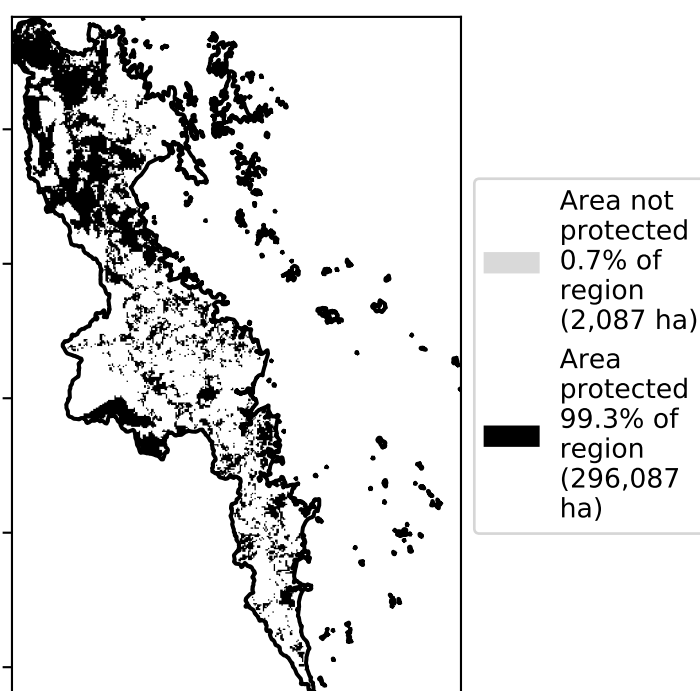 Area not
protected
0.7% of
region
(2,087 ha)
Area
protected
99.3% of
region
(296,087
ha)